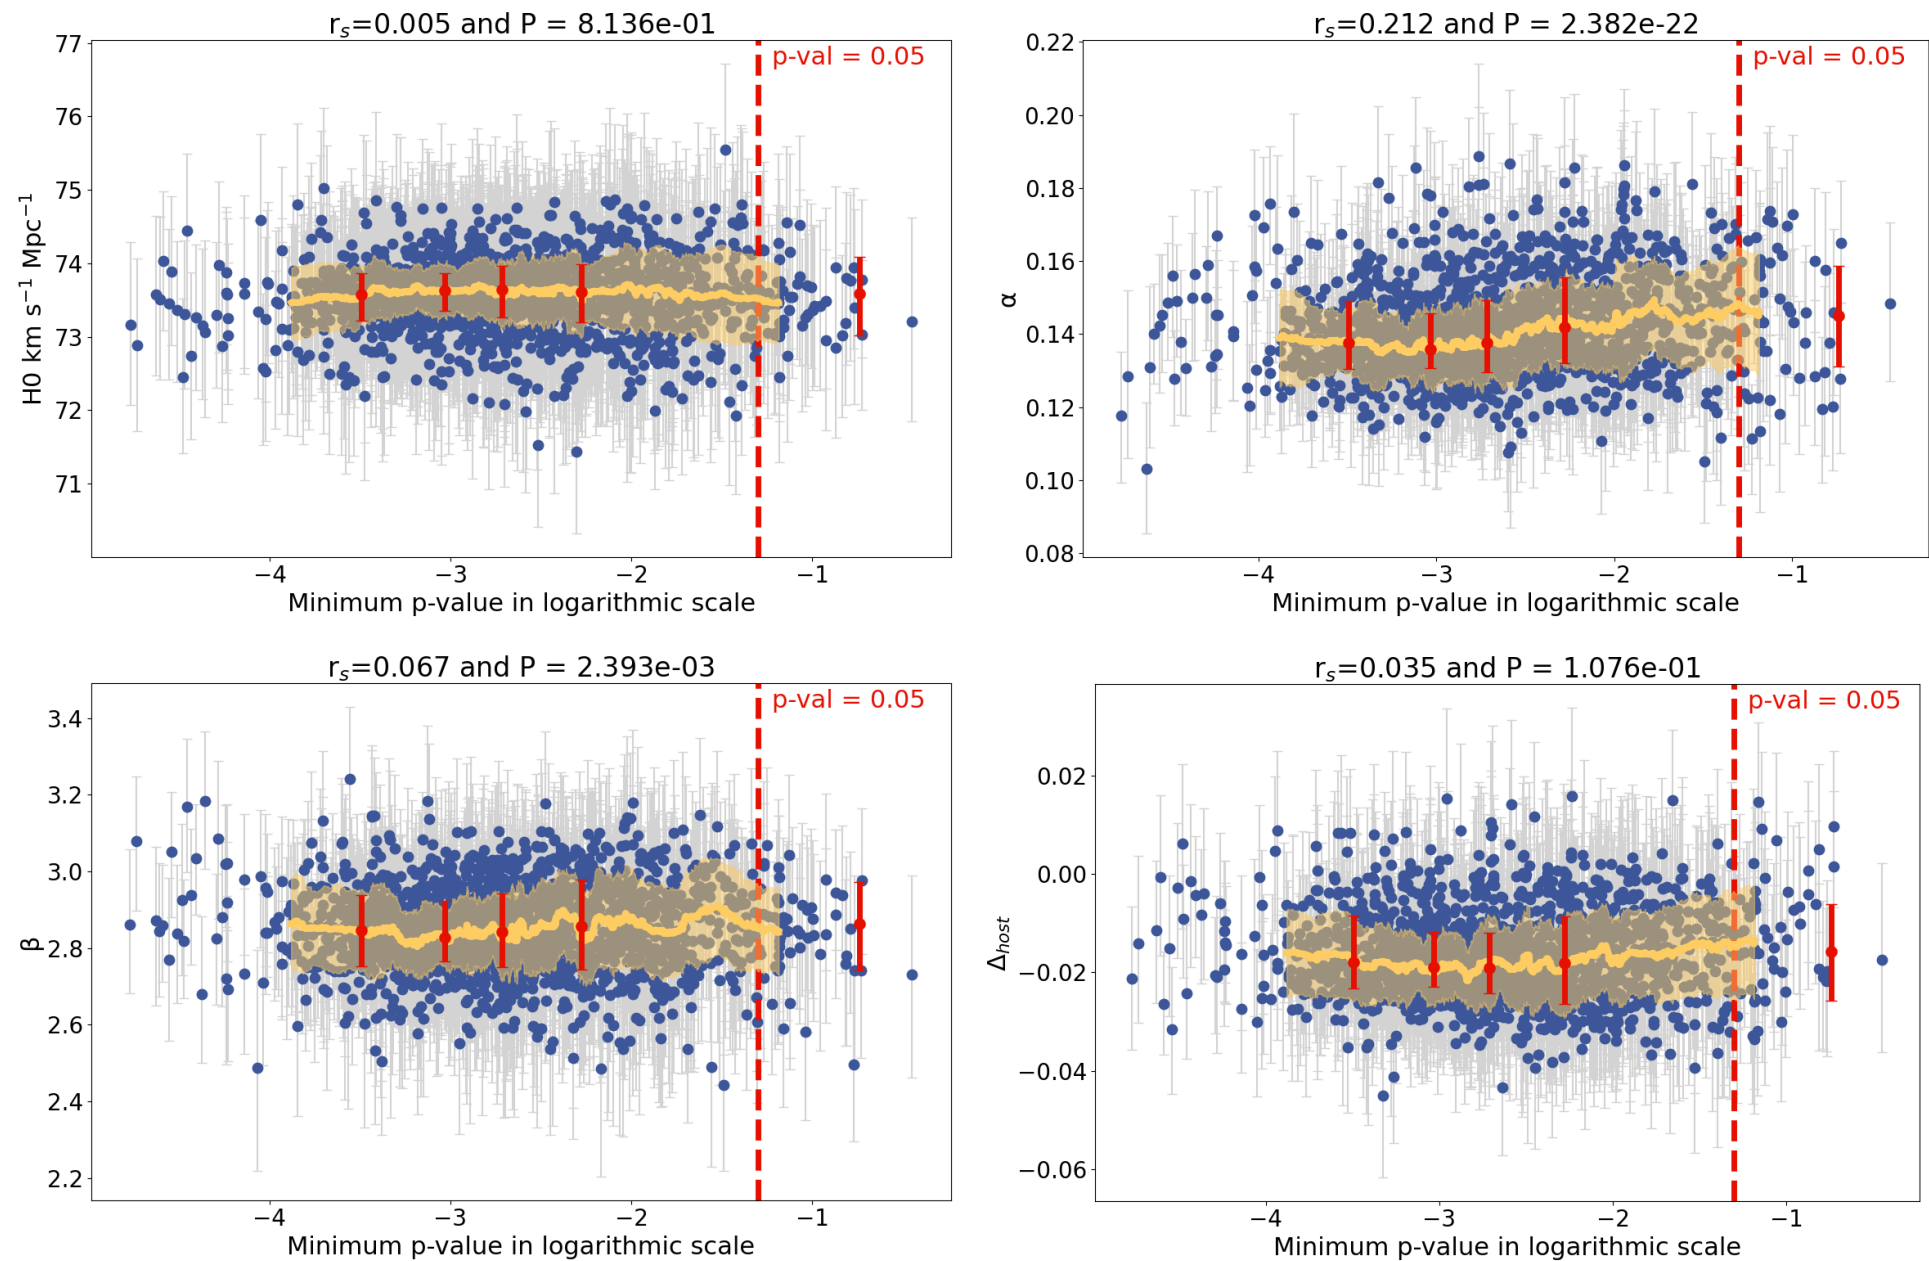 r_s=0.005 and P = 8.136e-01
77
76
75
74
73
72
71
H0 km s⁻¹ Mpc⁻¹
p-val = 0.05
−4 −3 −2 −1
Minimum p-value in logarithmic scale
r_s=0.212 and P = 2.382e-22
0.22
0.20
0.18
0.16
0.14
0.12
0.10
0.08
α
p-val = 0.05
−4 −3 −2 −1
Minimum p-value in logarithmic scale
r_s=0.067 and P = 2.393e-03
3.4
3.2
3.0
2.8
2.6
2.4
2.2
β
p-val = 0.05
−4 −3 −2 −1
Minimum p-value in logarithmic scale
r_s=0.035 and P = 1.076e-01
0.02
0.00
−0.02
−0.04
−0.06
Δ_host
p-val = 0.05
−4 −3 −2 −1
Minimum p-value in logarithmic scale